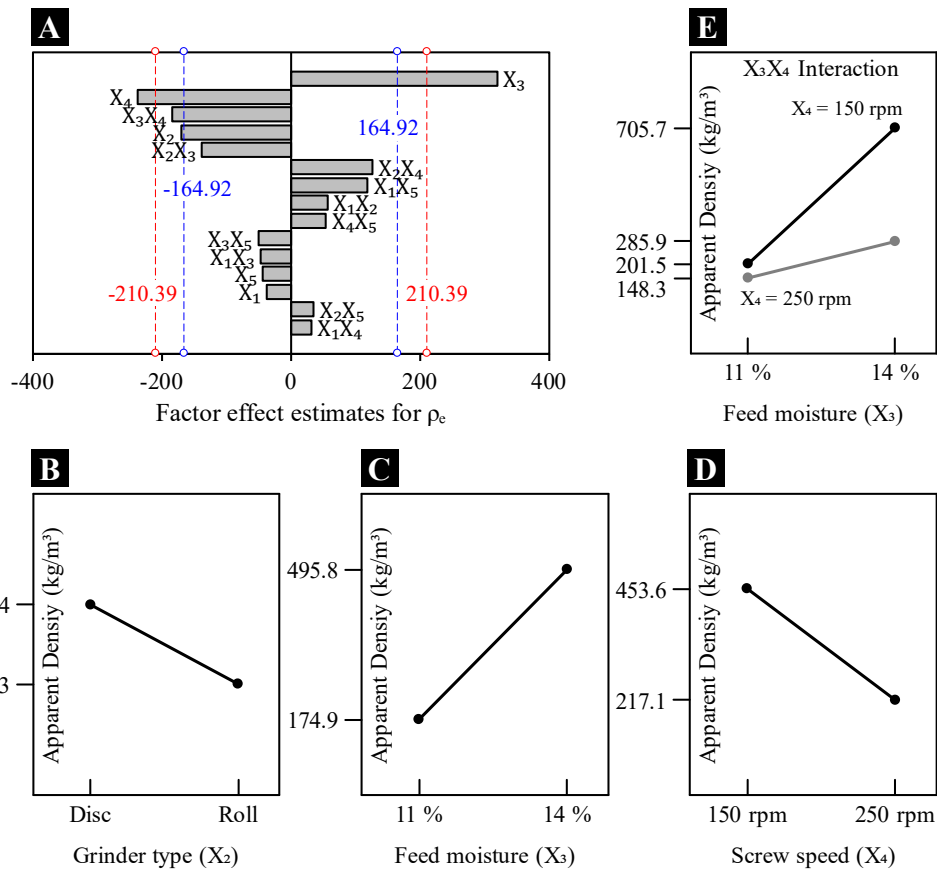 A
X₃
X₄
X₃X₄
X₂
164.92
X₂X₃
X₂X₄
-164.92
X₁X₅
X₁X₂
X₄X₅
X₃X₅
X₁X₃
X₅
X₁
-210.39
210.39
X₂X₅
X₁X₄
-400
-200
0
200
400
Factor effect estimates for ρₑ
E
X₃X₄ Interaction
X₄ = 150 rpm
705.7
285.9
201.5
148.3
X₄ = 250 rpm
Apparent Densiy (kg/m³)
11 %
14 %
Feed moisture (X₃)
B
4
3
Apparent Densiy (kg/m³)
Disc
Roll
Grinder type (X₂)
C
495.8
174.9
Apparent Densiy (kg/m³)
11 %
14 %
Feed moisture (X₃)
D
453.6
217.1
Apparent Densiy (kg/m³)
150 rpm
250 rpm
Screw speed (X₄)